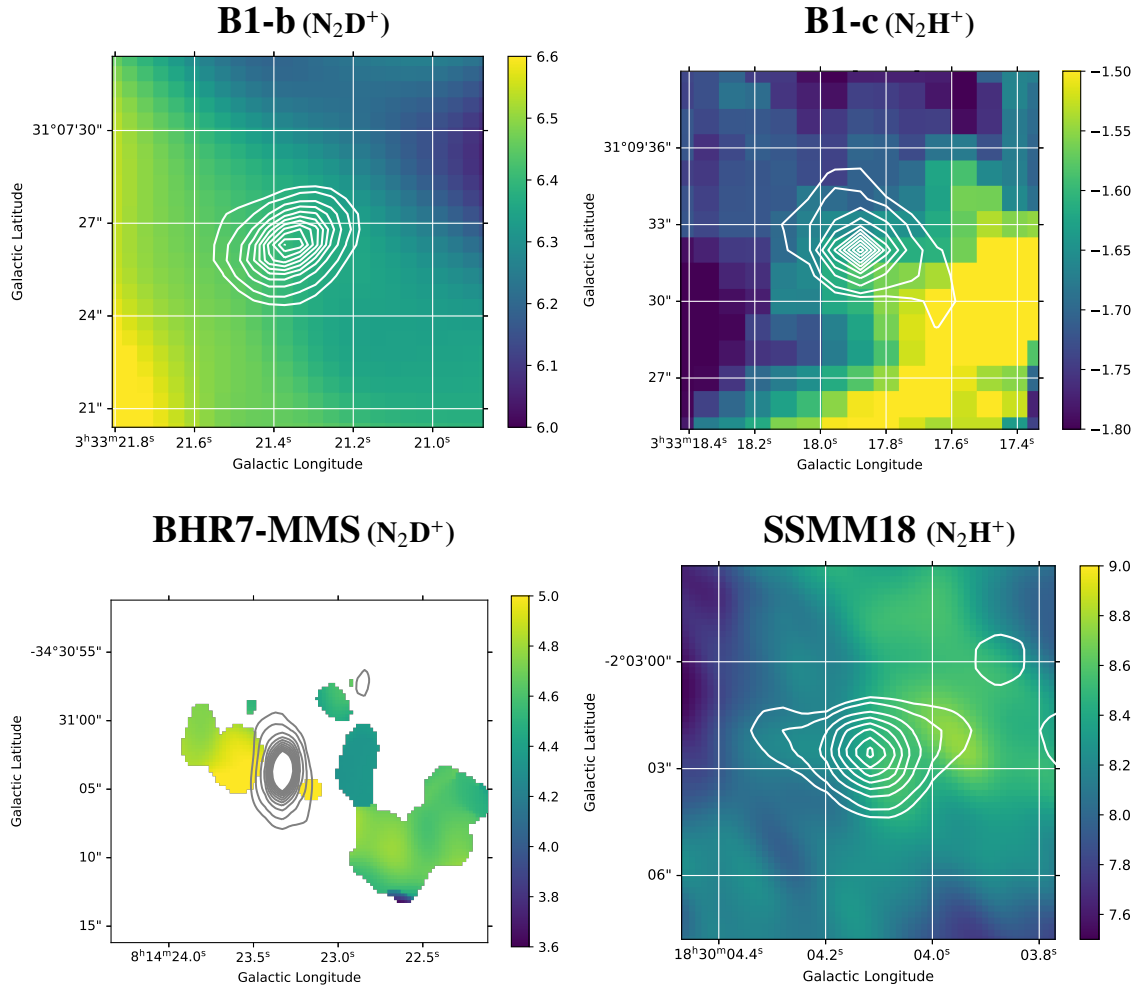 B1-b (N₂D⁺)
B1-c (N₂H⁺)
31°07'30"
27"
24"
21"
3ʰ33ᵐ21.8ˢ
21.6ˢ
21.4ˢ
21.2ˢ
21.0ˢ
Galactic Longitude
Galactic Latitude
6.6
6.5
6.4
6.3
6.2
6.1
6.0
31°09'36"
33"
30"
27"
3ʰ33ᵐ18.4ˢ
18.2ˢ
18.0ˢ
17.8ˢ
17.6ˢ
17.4ˢ
Galactic Longitude
Galactic Latitude
−1.50
−1.55
−1.60
−1.65
−1.70
−1.75
−1.80
BHR7-MMS (N₂D⁺)
SSMM18 (N₂H⁺)
-34°30'55"
31'00"
05"
10"
15"
8ʰ14ᵐ24.0ˢ
23.5ˢ
23.0ˢ
22.5ˢ
Galactic Longitude
Galactic Latitude
5.0
4.8
4.6
4.4
4.2
4.0
3.8
3.6
-2°03'00"
03"
06"
18ʰ30ᵐ04.4ˢ
04.2ˢ
04.0ˢ
03.8ˢ
Galactic Longitude
Galactic Latitude
9.0
8.8
8.6
8.4
8.2
8.0
7.8
7.6